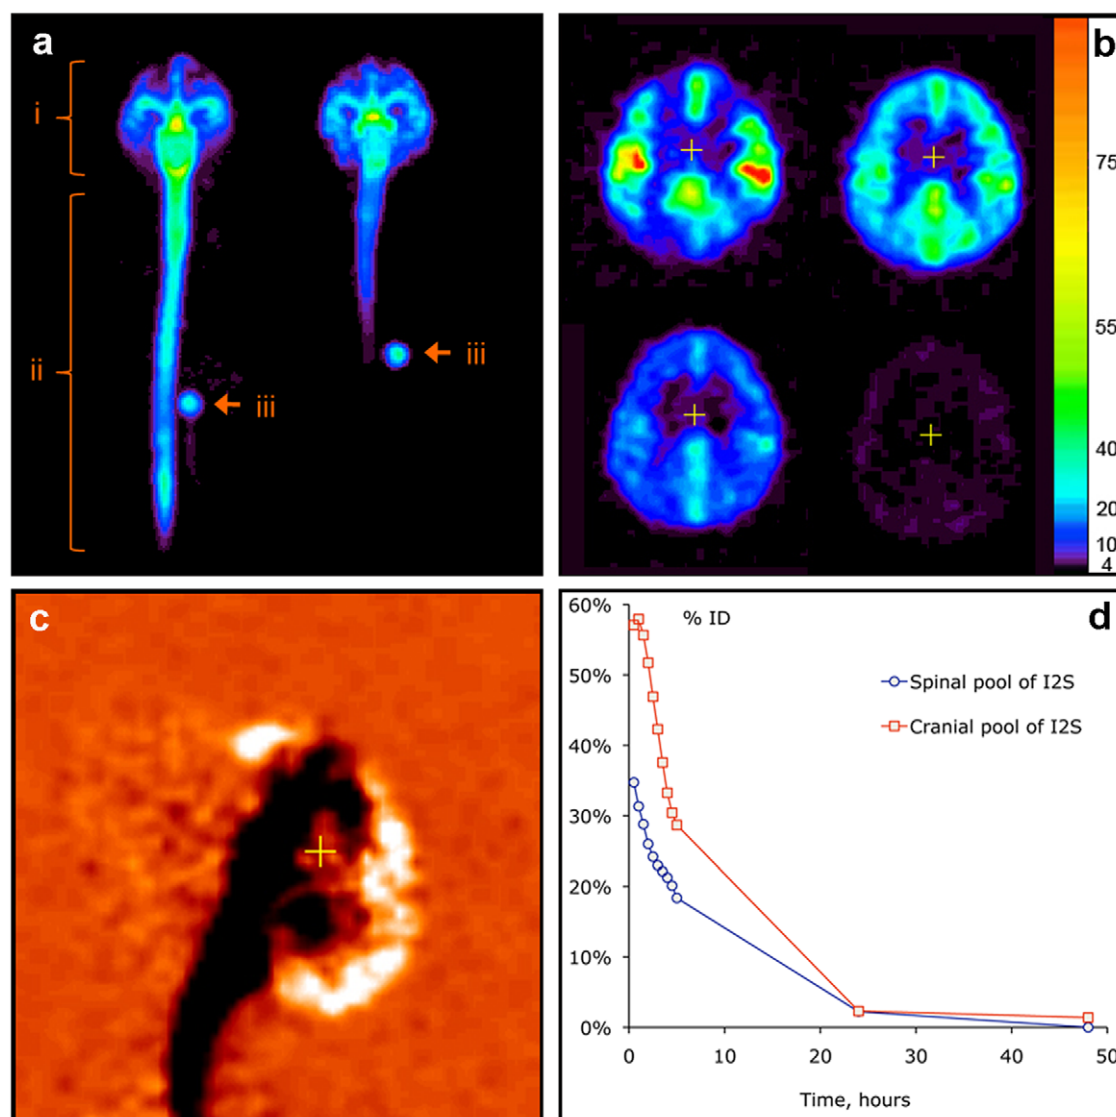 a
i
ii
iii
iii
b
75
55
40
20
10
4
c
d
% ID
60%
50%
40%
30%
20%
10%
0%
Spinal pool of I2S
Cranial pool of I2S
0 10 20 30 40 50
Time, hours